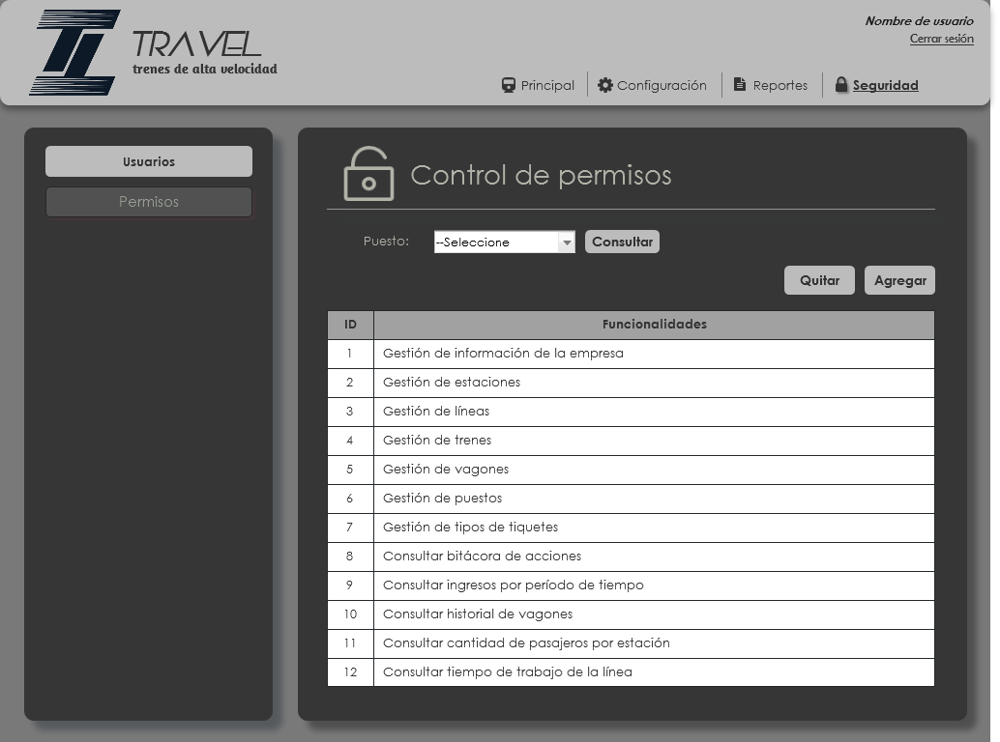 TRAVEL
trenes de alta velocidad
Nombre de usuario
Cerrar sesión
Principal
Configuración
Reportes
Seguridad
Usuarios
Permisos
Control de permisos
Puesto: --Seleccione Consultar
Quitar Agregar
ID Funcionalidades
1 Gestión de información de la empresa
2 Gestión de estaciones
3 Gestión de líneas
4 Gestión de trenes
5 Gestión de vagones
6 Gestión de puestos
7 Gestión de tipos de tiquetes
8 Consultar bitácora de acciones
9 Consultar ingresos por período de tiempo
10 Consultar historial de vagones
11 Consultar cantidad de pasajeros por estación
12 Consultar tiempo de trabajo de la línea